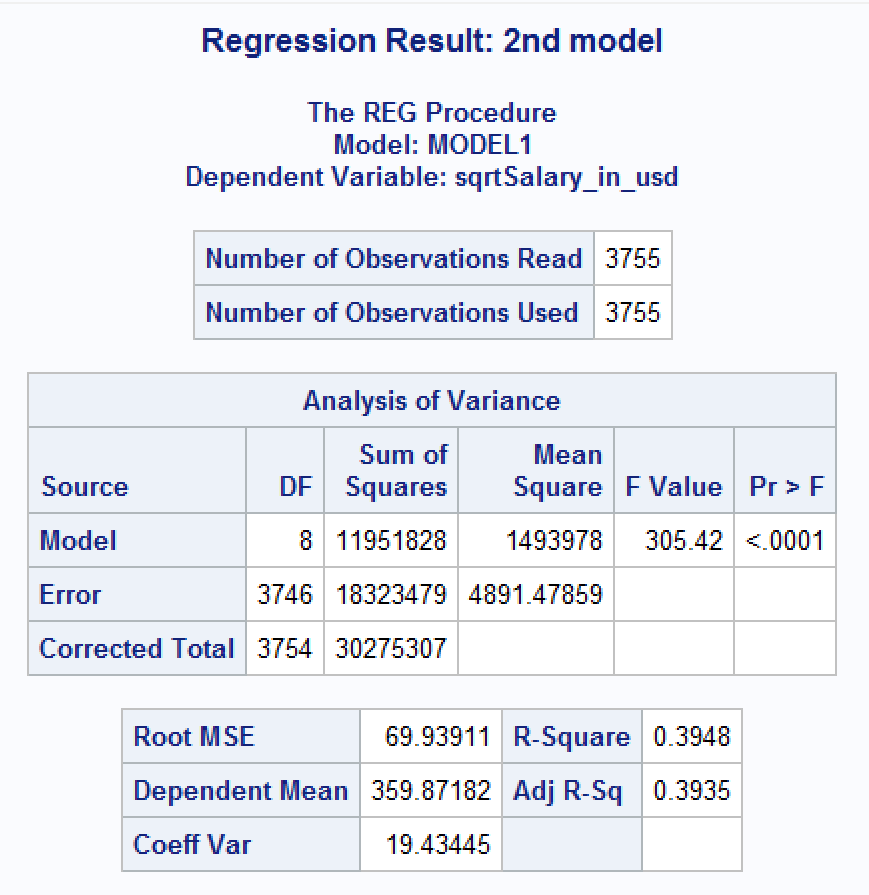 Regression Result: 2nd model
The REG Procedure
Model: MODEL1
Dependent Variable: sqrtSalary_in_usd
Number of Observations Read 3755
Number of Observations Used 3755
Analysis of Variance
Source DF Sum of Squares Mean Square F Value Pr > F
Model 8 11951828 1493978 305.42 <.0001
Error 3746 18323479 4891.47859
Corrected Total 3754 30275307
Root MSE 69.93911 R-Square 0.3948
Dependent Mean 359.87182 Adj R-Sq 0.3935
Coeff Var 19.43445